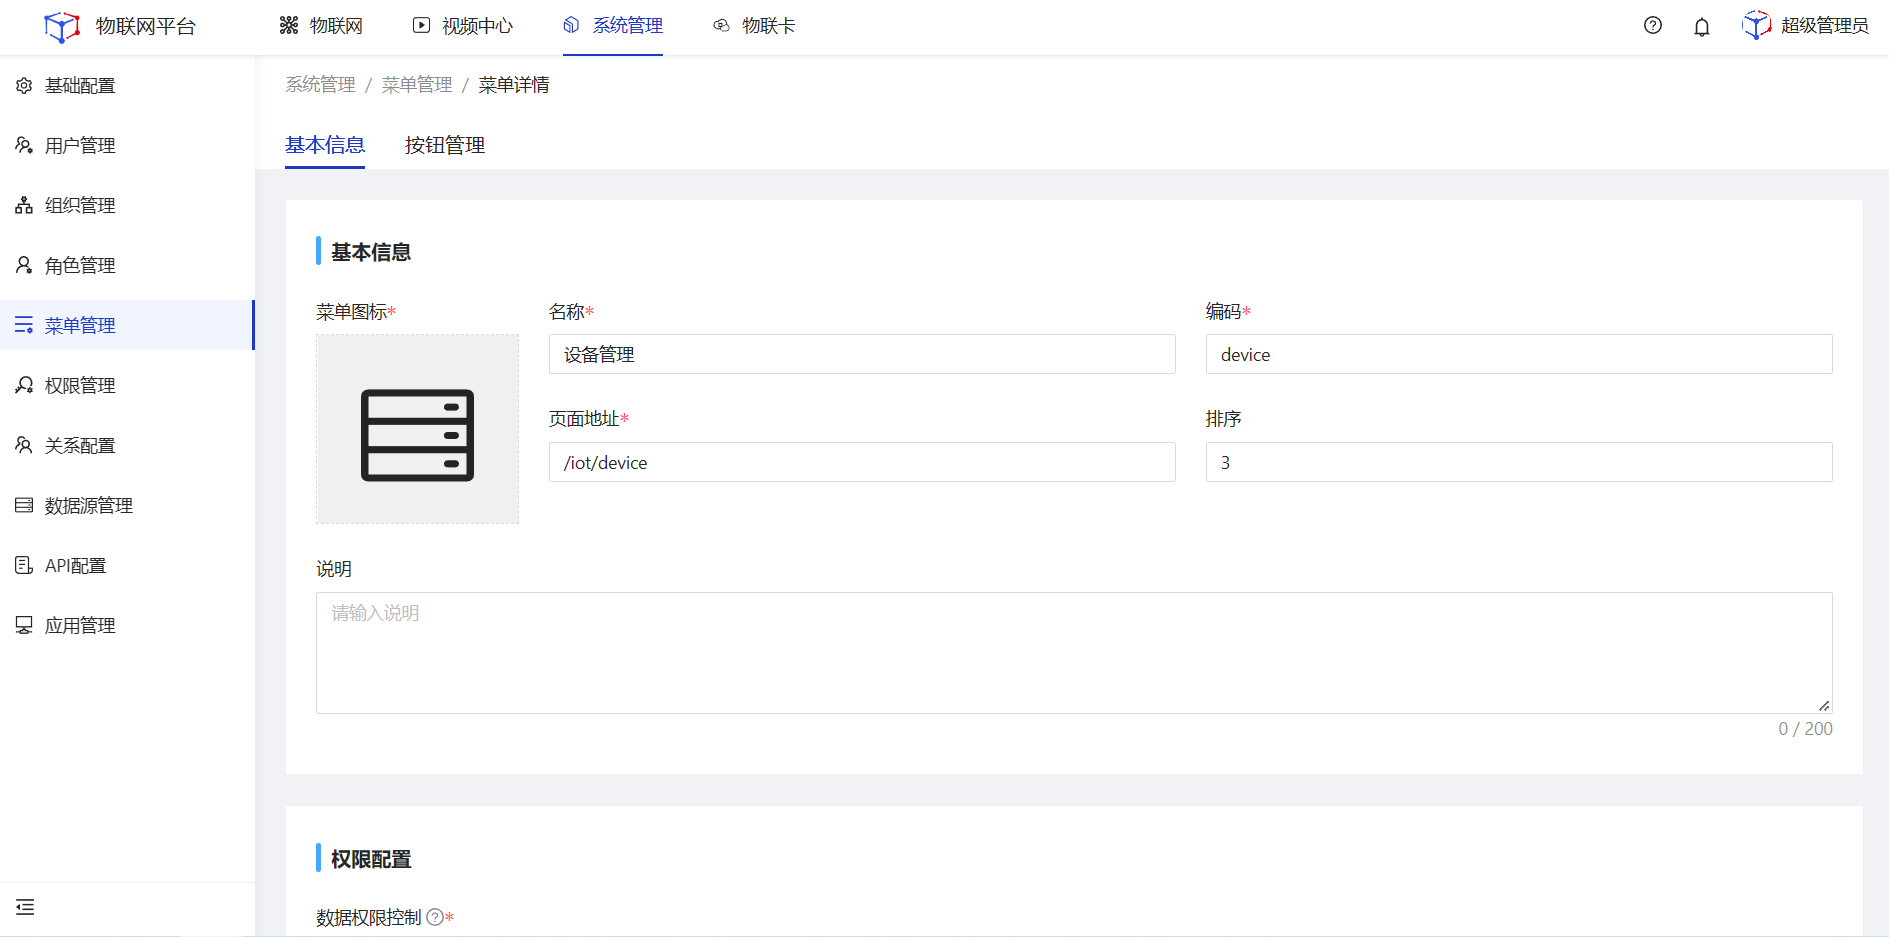 物联网平台
物联网
视频中心
系统管理
物联卡
超级管理员
基础配置
用户管理
组织管理
角色管理
菜单管理
权限管理
关系配置
数据源管理
API配置
应用管理
系统管理 / 菜单管理 / 菜单详情
基本信息
按钮管理
基本信息
菜单图标*
名称*
设备管理
编码*
device
页面地址*
/iot/device
排序
3
说明
请输入说明
0 / 200
权限配置
数据权限控制*